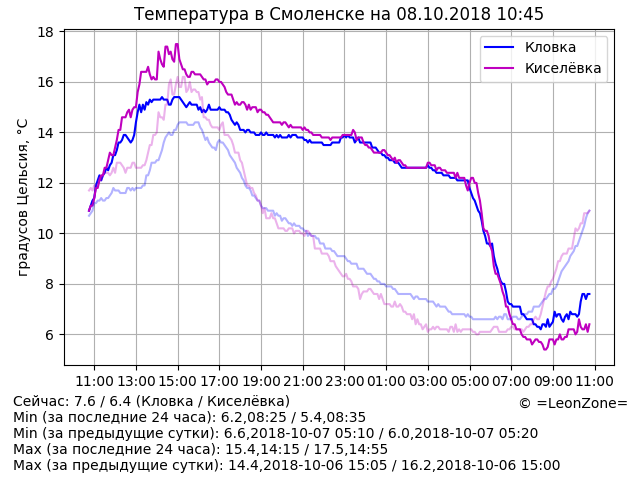 Температура в Смоленске на 08.10.2018 10:45
18
16
14
12
10
8
6
градусов Цельсия, °C
Кловка
Киселёвка
11:00 13:00 15:00 17:00 19:00 21:00 23:00 01:00 03:00 05:00 07:00 09:00 11:00
Сейчас: 7.6 / 6.4 (Кловка / Киселёвка)
© =LeonZone=
Min (за последние 24 часа): 6.2,08:25 / 5.4,08:35
Min (за предыдущие сутки): 6.6,2018-10-07 05:10 / 6.0,2018-10-07 05:20
Max (за последние 24 часа): 15.4,14:15 / 17.5,14:55
Max (за предыдущие сутки): 14.4,2018-10-06 15:05 / 16.2,2018-10-06 15:00